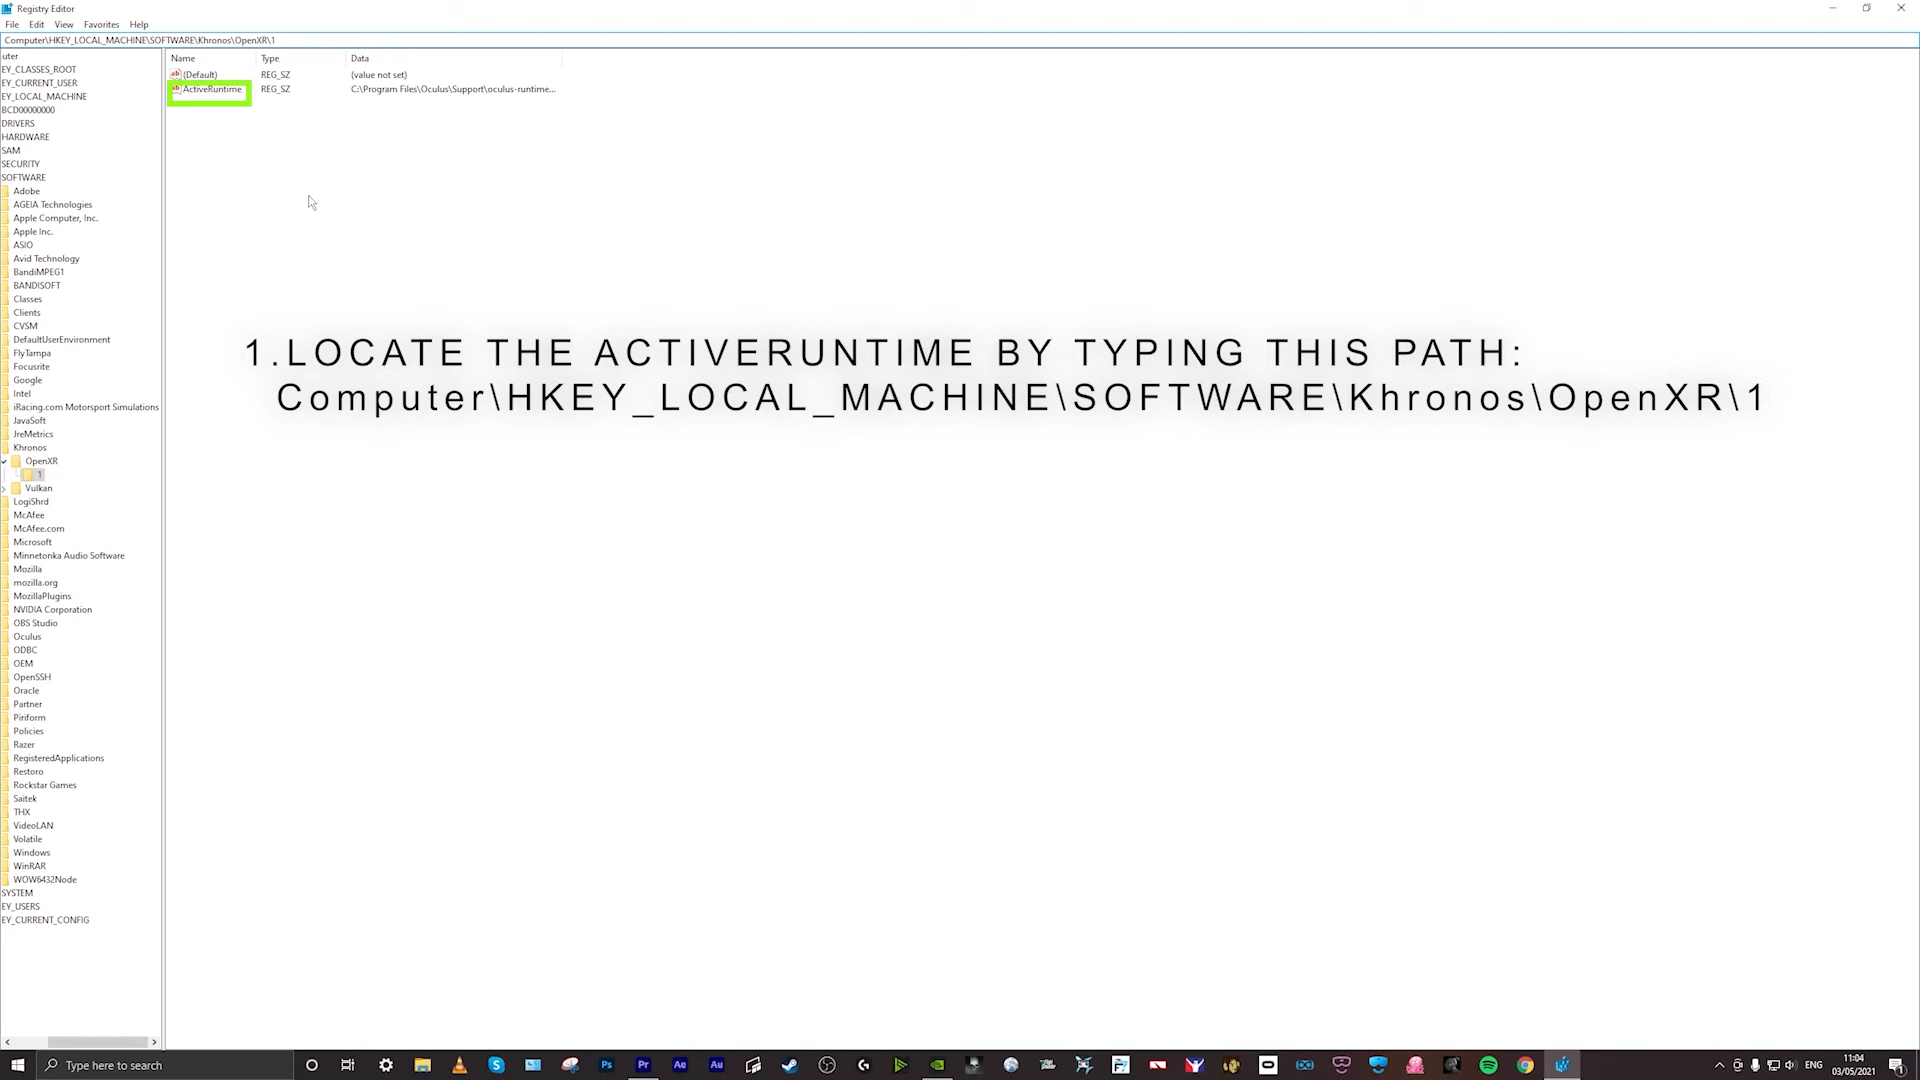 Registry Editor
File Edit View Favorites Help
Computer\HKEY_LOCAL_MACHINE\SOFTWARE\Khronos\OpenXR\1
uter
EY_CLASSES_ROOT
EY_CURRENT_USER
EY_LOCAL_MACHINE
BCD00000000
DRIVERS
HARDWARE
SAM
SECURITY
SOFTWARE
Adobe
AGEIA Technologies
Apple Computer, Inc.
Apple Inc.
ASIO
Avid Technology
BandiMPEG1
BANDISOFT
Classes
Clients
CVSM
DefaultUserEnvironment
FlyTampa
Focusrite
Google
Intel
iRacing.com Motorsport Simulations
JavaSoft
JreMetrics
Khronos
OpenXR
1
Vulkan
LogiShrd
McAfee
McAfee.com
Microsoft
Minnetonka Audio Software
Mozilla
mozilla.org
MozillaPlugins
NVIDIA Corporation
OBS Studio
Oculus
ODBC
OEM
OpenSSH
Oracle
Partner
Piriform
Policies
Razer
RegisteredApplications
Restoro
Rockstar Games
Saitek
THX
VideoLAN
Volatile
Windows
WinRAR
WOW6432Node
SYSTEM
EY_USERS
EY_CURRENT_CONFIG
Name Type Data
(Default) REG_SZ (value not set)
ActiveRuntime REG_SZ C:\Program Files\Oculus\Support\oculus-runtime...
1.LOCATE THE ACTIVERUNTIME BY TYPING THIS PATH:
Computer\HKEY_LOCAL_MACHINE\SOFTWARE\Khronos\OpenXR\1
Type here to search
Ps Pr Ae Au
ENG
11:04
03/05/2021